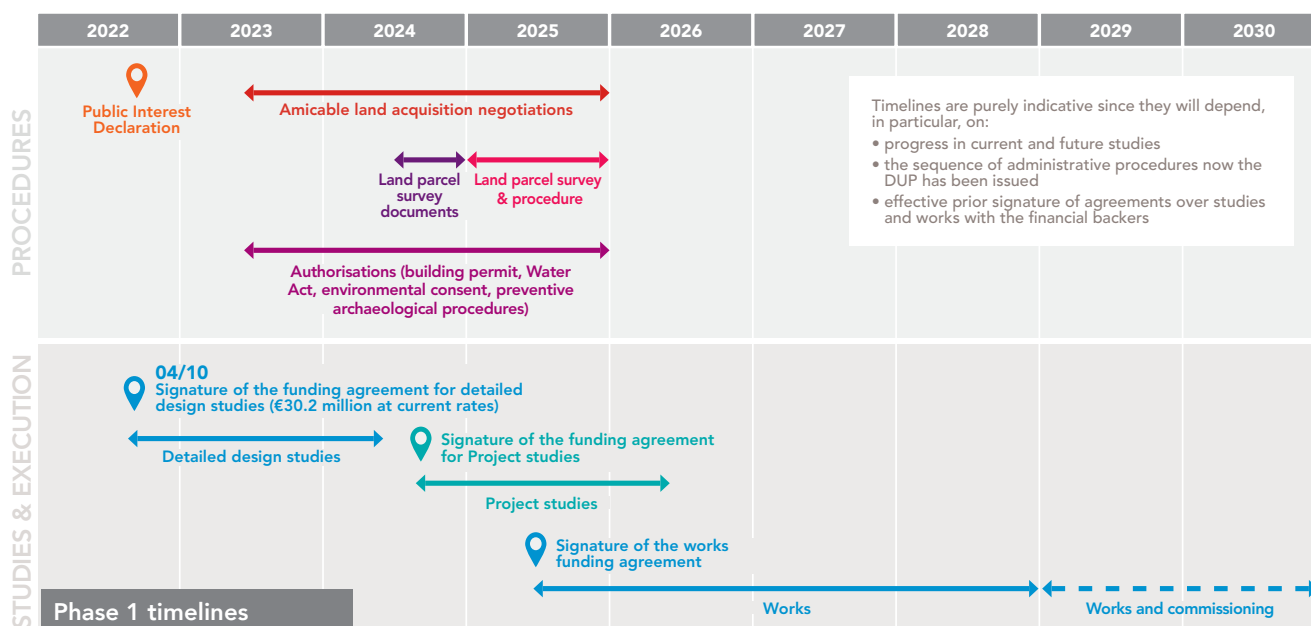 2022 2023 2024 2025 2026 2027 2028 2029 2030
PROCEDURES
Public Interest
Declaration
Amicable land acquisition negotiations
Land parcel
survey
documents
Land parcel survey
& procedure
Authorisations (building permit, Water
Act, environmental consent, preventive
archaeological procedures)
Timelines are purely indicative since they will depend,
in particular, on:
• progress in current and future studies
• the sequence of administrative procedures now the
DUP has been issued
• effective prior signature of agreements over studies
and works with the financial backers
STUDIES & EXECUTION
04/10
Signature of the funding agreement for detailed
design studies (€30.2 million at current rates)
Detailed design studies
Signature of the funding agreement
for Project studies
Project studies
Signature of the works
funding agreement
Works
Works and commissioning
Phase 1 timelines